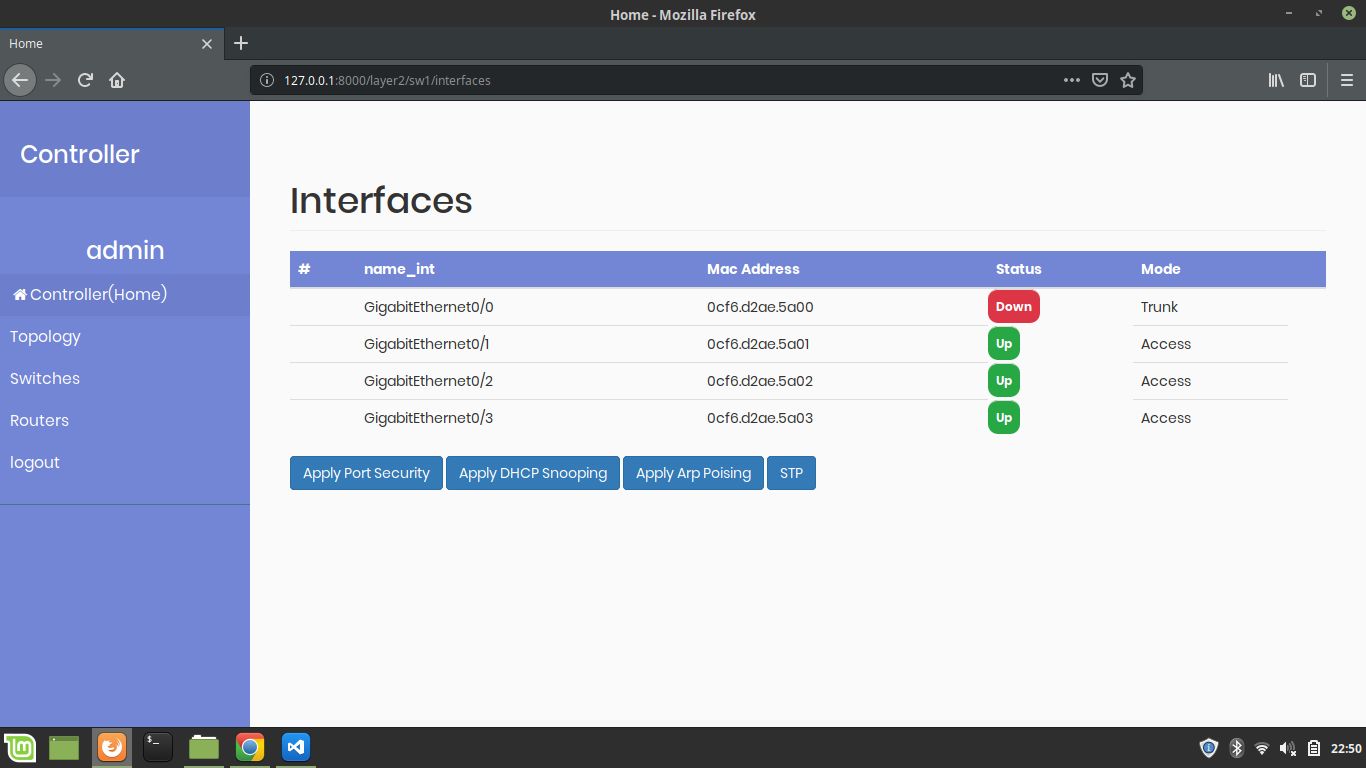 Home - Mozilla Firefox
Home
127.0.0.1:8000/layer2/sw1/interfaces
Controller
admin
Controller(Home)
Topology
Switches
Routers
logout
Interfaces
# name_int Mac Address Status Mode
GigabitEthernet0/0 0cf6.d2ae.5a00 Down Trunk
GigabitEthernet0/1 0cf6.d2ae.5a01 Up Access
GigabitEthernet0/2 0cf6.d2ae.5a02 Up Access
GigabitEthernet0/3 0cf6.d2ae.5a03 Up Access
Apply Port Security Apply DHCP Snooping Apply Arp Poising STP
22:50